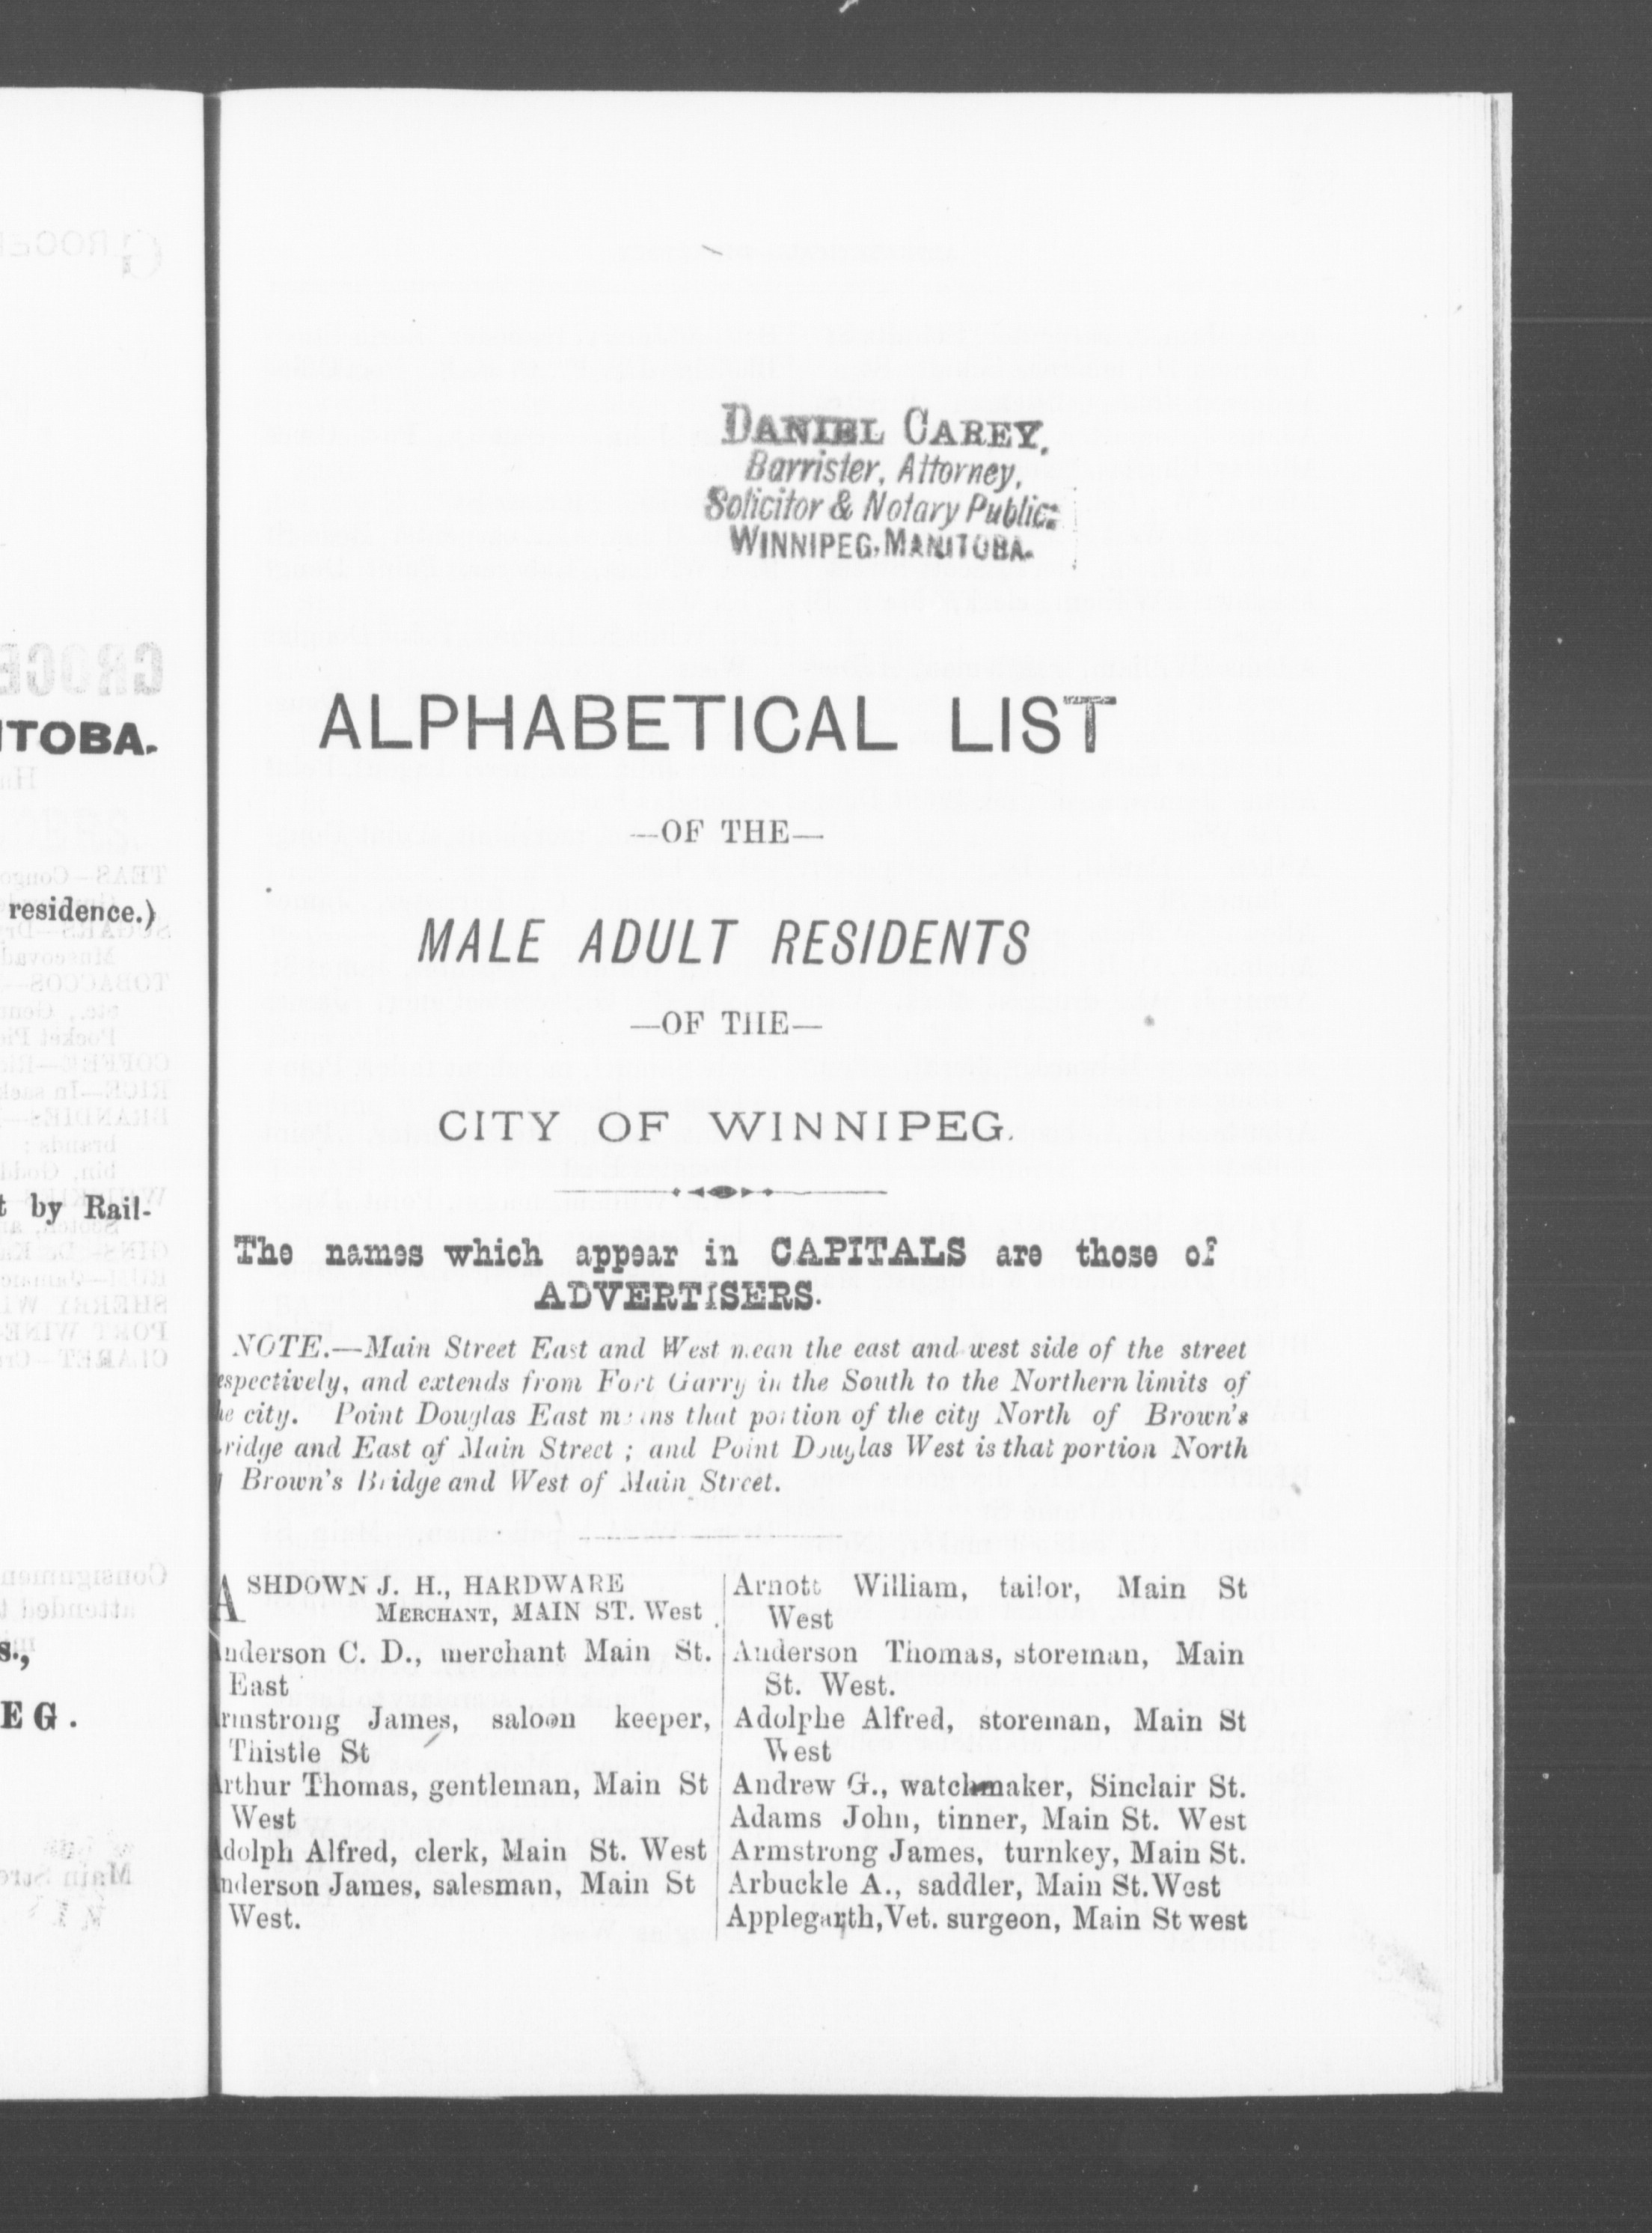 ITOBA.
residence.)
t by Rail-
s.,
EG.
DANIEL CAREY,
Barrister, Attorney,
Solicitor & Notary Public.
WINNIPEG, MANITOBA.
ALPHABETICAL LIST
—OF THE—
MALE ADULT RESIDENTS
—OF THE—
CITY OF WINNIPEG.
The names which appear in CAPITALS are those of
ADVERTISERS.
NOTE.—Main Street East and West mean the east and west side of the street
espectively, and extends from Fort Garry in the South to the Northern limits of
he city. Point Douglas East means that portion of the city North of Brown's
ridge and East of Main Street ; and Point Douglas West is that portion North
Brown's Bridge and West of Main Street.
ASHDOWN J. H., HARDWARE
MERCHANT, MAIN ST. West
nderson C. D., merchant Main St.
East
rmstrong James, saloon keeper,
Thistle St
rthur Thomas, gentleman, Main St
West
dolph Alfred, clerk, Main St. West
nderson James, salesman, Main St
West.
Arnott William, tailor, Main St
West
Anderson Thomas, storeman, Main
St. West.
Adolphe Alfred, storeman, Main St
West
Andrew G., watchmaker, Sinclair St.
Adams John, tinner, Main St. West
Armstrong James, turnkey, Main St.
Arbuckle A., saddler, Main St. West
Applegarth, Vet. surgeon, Main St west